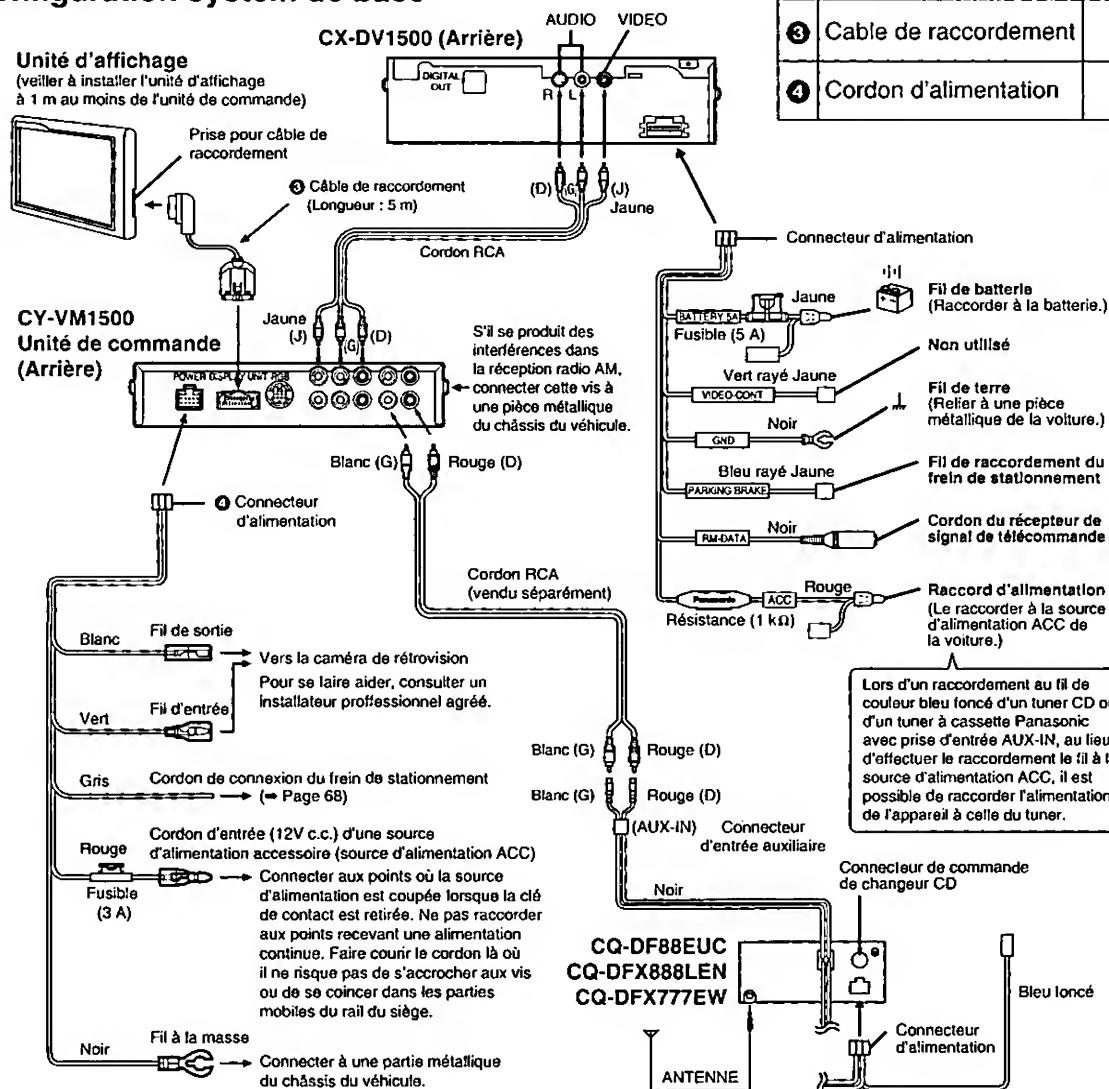 nfiguration système de base
❸ Cable de raccordement
❹ Cordon d'alimentation
AUDIO VIDEO
CX-DV1500 (Arrière)
DIGITAL
OUT
R L
Unité d'affichage
(veiller à installer l'unité d'affichage
à 1 m au moins de l'unité de commande)
Prise pour câble de
raccordement
❸ Câble de raccordement
(Longueur : 5 m)
(D) (G) (J)
Jaune
Cordon RCA
CY-VM1500
Unité de commande
(Arrière)
Jaune
(J) (G) (D)
POWER DISPLAY UNIT RGB
S'il se produit des
interférences dans
la réception radio AM,
connecter cette vis à
une pièce métallique
du châssis du véhicule.
Blanc (G) Rouge (D)
❹ Connecteur
d'alimentation
Blanc
Fil de sortie
Vers la caméra de rétrovision
Pour se laire aider, consulter un
installateur proffessionnel agréé.
Vert
Fil d'entrée
Gris
Cordon de connexion du frein de stationnement
(➡ Page 68)
Rouge
Fusible
(3 A)
Cordon d'entrée (12V c.c.) d'une source
d'alimentation accessoire (source d'alimentation ACC)
Connecter aux points où la source
d'alimentation est coupée lorsque la clé
de contact est retirée. Ne pas raccorder
aux points recevant une alimentation
continue. Faire courir le cordon là où
il ne risque pas de s'accrocher aux vis
ou de se coincer dans les parties
mobiles du rail du siège.
Noir
Fil à la masse
Connecter à une partie métallique
du châssis du véhicule.
Connecteur d'alimentation
BATTERY 5A
Jaune
Fusible (5 A)
Fil de batterie
(Raccorder à la batterie.)
Vert rayé Jaune
VIDEO-CONT
Non utilisé
Noir
GND
Fil de terre
(Relier à une pièce
métallique de la voiture.)
Bleu rayé Jaune
PARKING BRAKE
Fil de raccordement du
frein de stationnement
Noir
RM-DATA
Cordon du récepteur de
signal de télécommande
Panasonic
ACC
Rouge
Résistance (1 kΩ)
Raccord d'alimentation
(Le raccorder à la source
d'alimentation ACC de
la voiture.)
Lors d'un raccordement au fil de
couleur bleu foncé d'un tuner CD ou
d'un tuner à cassette Panasonic
avec prise d'entrée AUX-IN, au lieu
d'effectuer le raccordement le fil à l
source d'alimentation ACC, il est
possible de raccorder l'alimentation
de l'appareil à celle du tuner.
Cordon RCA
(vendu séparément)
Blanc (G) Rouge (D)
Blanc (G) Rouge (D)
(AUX-IN) Connecteur
d'entrée auxiliaire
Noir
Connecteur de commande
de changeur CD
CQ-DF88EUC
CQ-DFX888LEN
CQ-DFX777EW
Bleu loncé
Connecteur
d'alimentation
ANTENNE